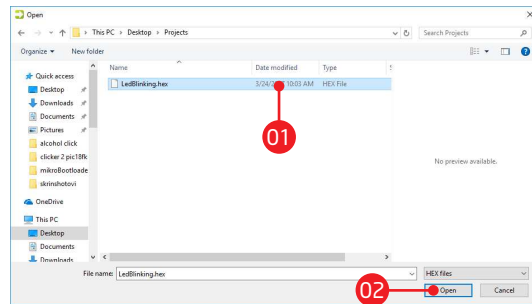 Open
This PC > Desktop > Projects
Search Projects
Organize
New folder
Name
Date modified
Type
S
Quick access
Desktop
Downloads
Documents
Pictures
alcohol click
clicker 2 pic18fk
mikroBootloade
skrinshotovi
OneDrive
This PC
Desktop
Documents
Downloads
LedBlinking.hex
10:03 AM
HEX File
01
No preview available.
File name:
LedBlinking.hex
HEX files
02
Open
Cancel